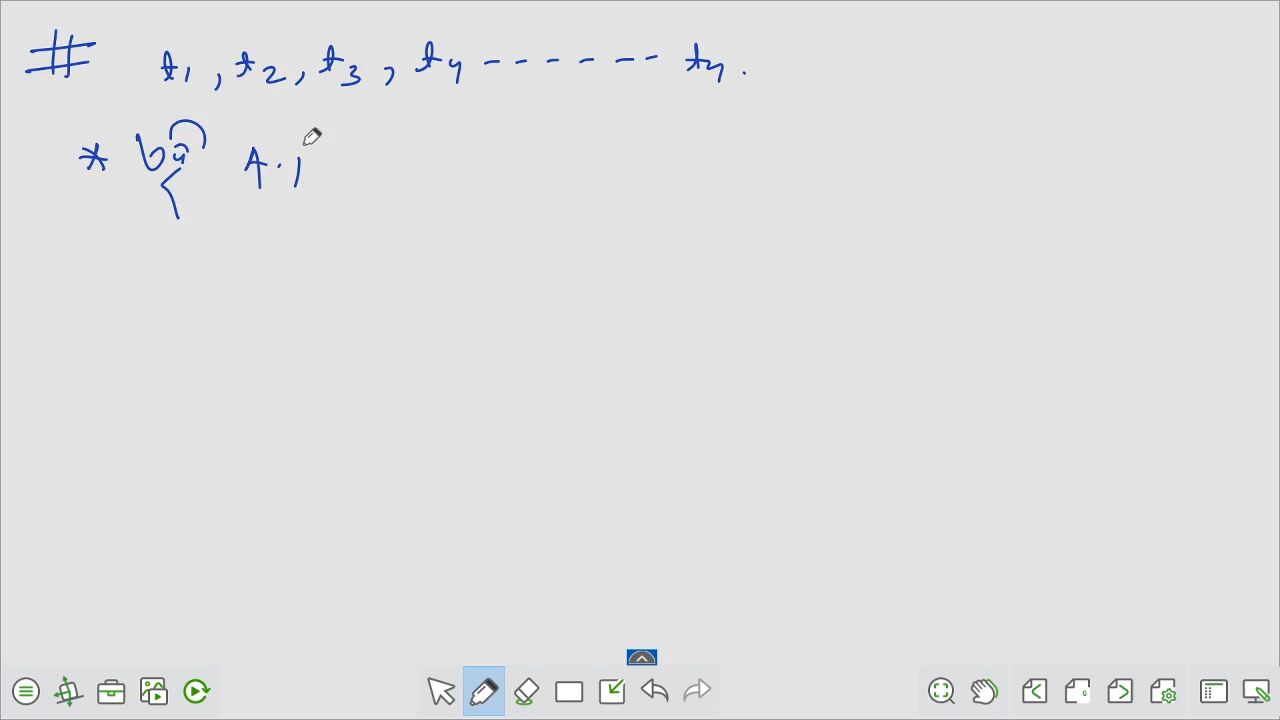 # t1, t2, t3, t4 ------- tn.
* A.